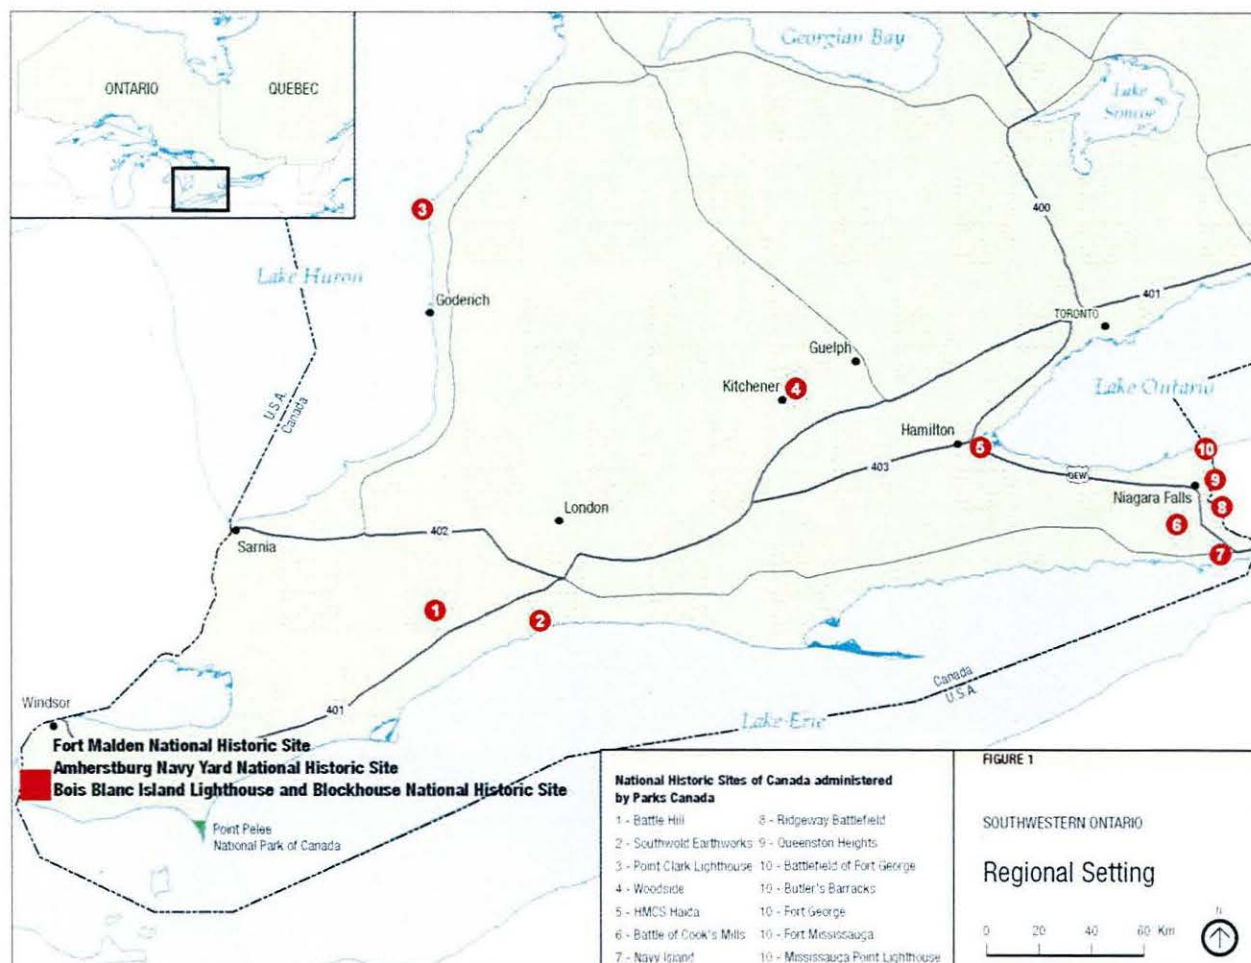 ONTARIO
QUEBEC
Georgian Bay
Lake
Simcoe
3
400
Lake Huron
Goderich
401
TORONTO
Guelph
U.S.A.
Canada
Kitchener
4
Lake Ontario
Hamilton
5
10
403
QEW
9
Niagara Falls
8
London
6
Sarnia
402
7
1
2
Canada
U.S.A.
Windsor
401
Lake Erie
Fort Malden National Historic Site
Amherstburg Navy Yard National Historic Site
Bois Blanc Island Lighthouse and Blockhouse National Historic Site
Point Pelee
National Park of Canada
National Historic Sites of Canada administered
by Parks Canada
1 - Battle Hill
2 - Southwold Earthworks
3 - Point Clark Lighthouse
4 - Woodside
5 - HMCS Haida
6 - Battle of Cook's Mills
7 - Navy Island
8 - Ridgeway Battlefield
9 - Queenston Heights
10 - Battlefield of Fort George
10 - Butler's Barracks
10 - Fort George
10 - Fort Mississauga
10 - Mississauga Point Lighthouse
FIGURE 1
SOUTHWESTERN ONTARIO
Regional Setting
0 20 40 60 Km
N